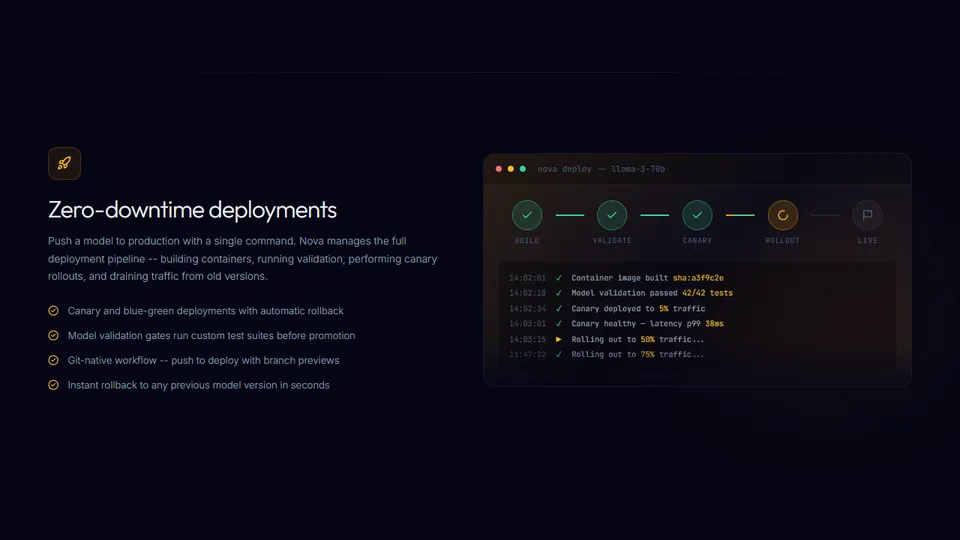 Zero-downtime deployments
Push a model to production with a single command. Nova manages the full
deployment pipeline -- building containers, running validation, performing canary
rollouts, and draining traffic from old versions.
Canary and blue-green deployments with automatic rollback
Model validation gates run custom test suites before promotion
Git-native workflow -- push to deploy with branch previews
Instant rollback to any previous model version in seconds
nova deploy -- llama-3-70b
BUILD
VALIDATE
CANARY
ROLLOUT
LIVE
14:02:01 ✓ Container image built sha:a3f9c2e
14:02:18 ✓ Model validation passed 42/42 tests
14:02:34 ✓ Canary deployed to 5% traffic
14:03:01 ✓ Canary healthy — latency p99 38ms
14:03:15 ► Rolling out to 50% traffic...
11:47:22 ✓ Rolling out to 75% traffic...